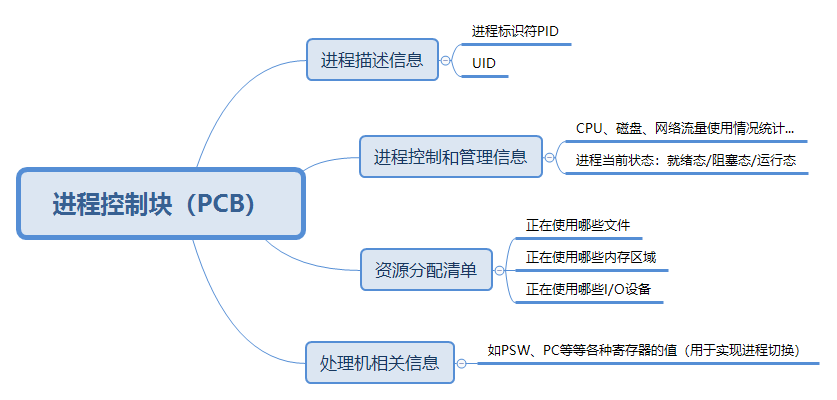 进程描述信息
进程标识符PID
UID
进程控制和管理信息
CPU、磁盘、网络流量使用情况统计...
进程当前状态：就绪态/阻塞态/运行态
进程控制块（PCB）
资源分配清单
正在使用哪些文件
正在使用哪些内存区域
正在使用哪些I/O设备
处理机相关信息
如PSW、PC等等各种寄存器的值（用于实现进程切换）